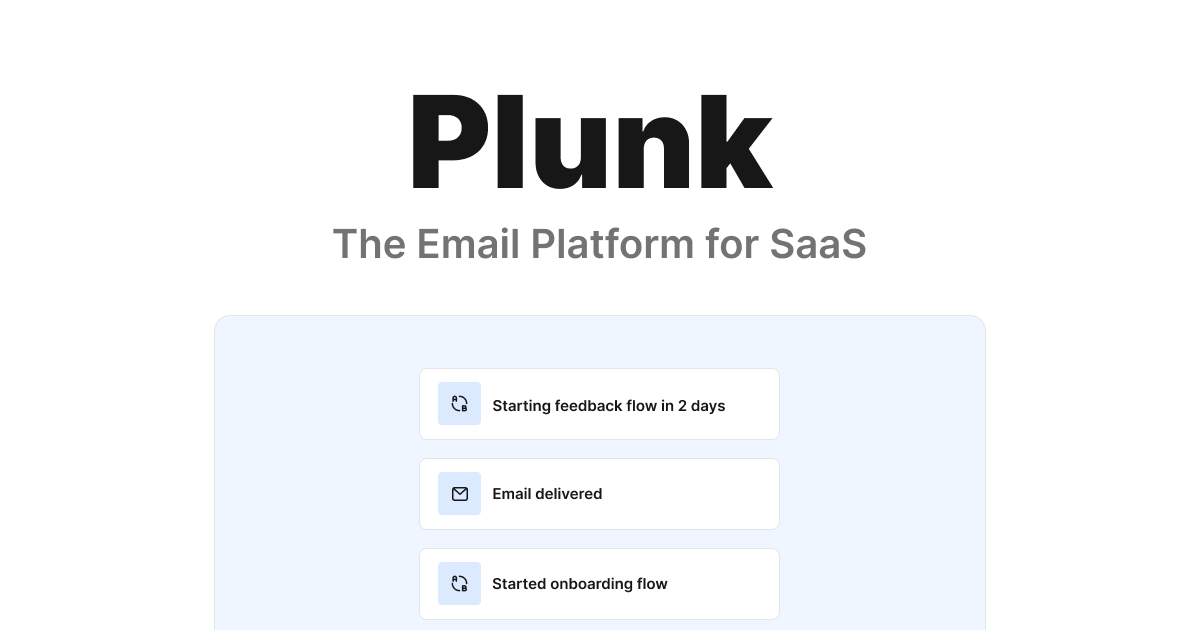 Plunk
The Email Platform for SaaS
Starting feedback flow in 2 days
Email delivered
Started onboarding flow